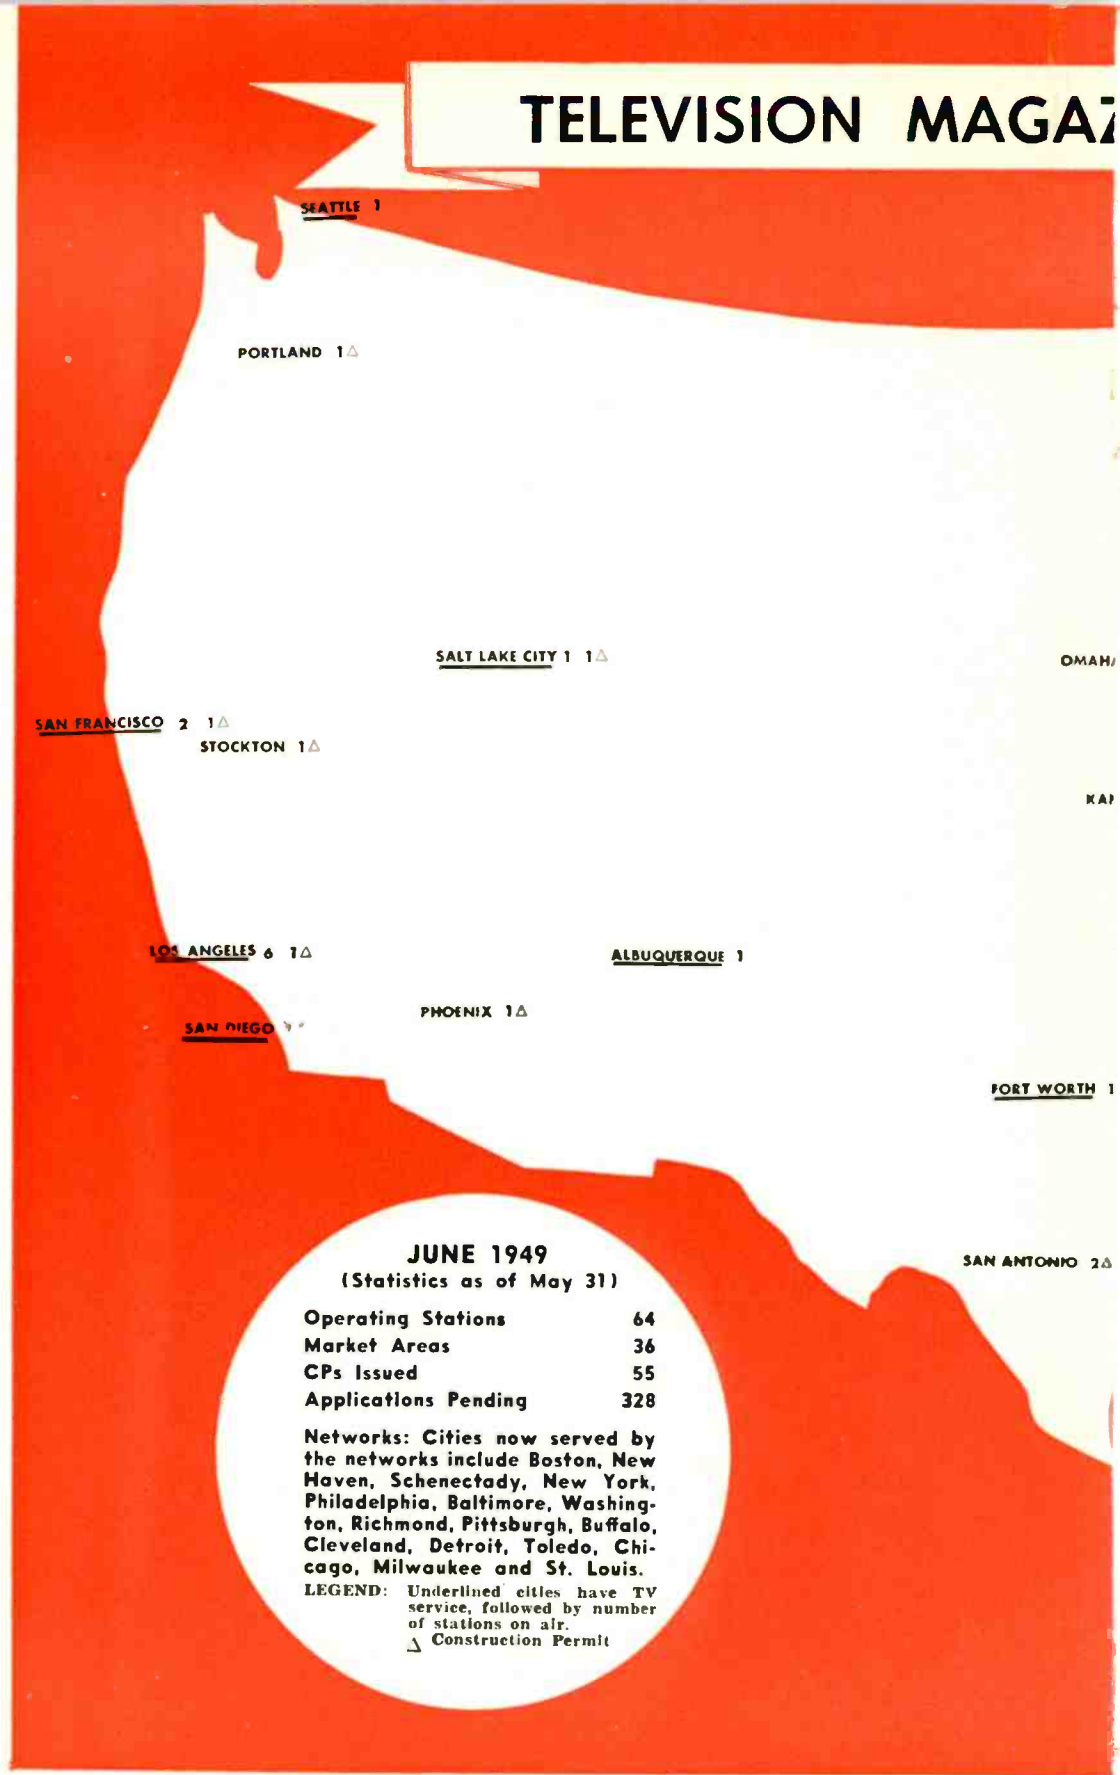 TELEVISION MAGAZ
SEATTLE 1
PORTLAND 1△
SALT LAKE CITY 1 1△
OMAHA
SAN FRANCISCO 2 1△
STOCKTON 1△
KAN
LOS ANGELES 6 1△
ALBUQUERQUE 1
PHOENIX 1△
SAN DIEGO
FORT WORTH 1
SAN ANTONIO 2△
JUNE 1949
(Statistics as of May 31)
Operating Stations 64
Market Areas 36
CPs Issued 55
Applications Pending 328
Networks: Cities now served by
the networks include Boston, New
Haven, Schenectady, New York,
Philadelphia, Baltimore, Washing-
ton, Richmond, Pittsburgh, Buffalo,
Cleveland, Detroit, Toledo, Chi-
cago, Milwaukee and St. Louis.
LEGEND: Underlined cities have TV
service, followed by number
of stations on air.
△ Construction Permit